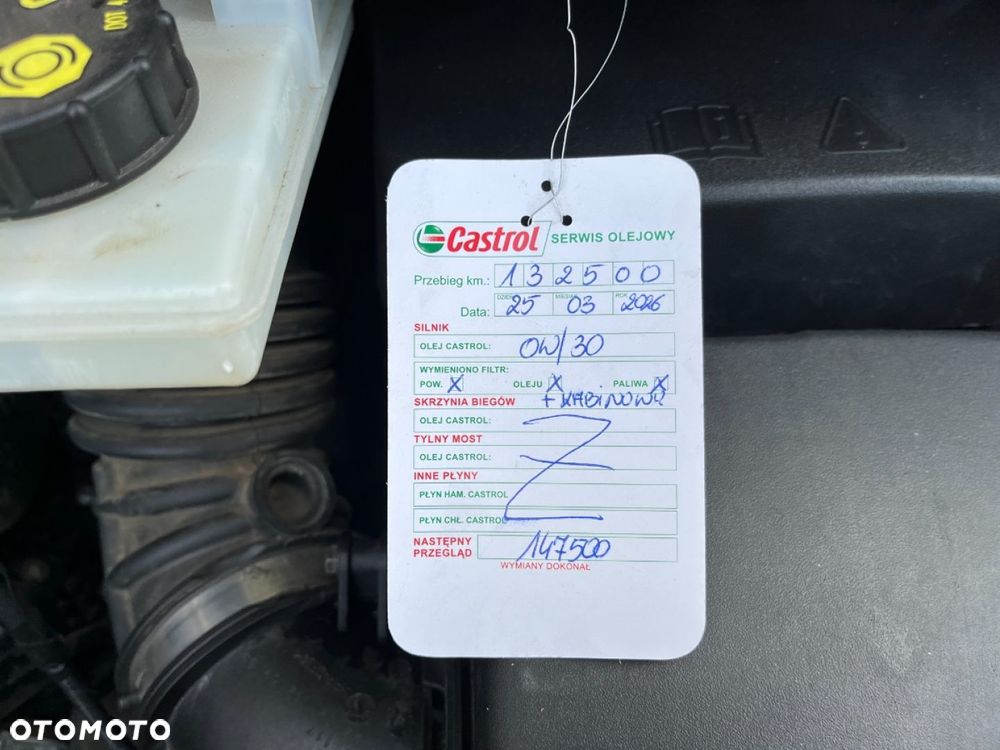 DOT 4
Castrol SERWIS OLEJOWY
Przebieg km.: 132500
DZIEŃ MIESIĄC ROK
Data: 25 03 2026
SILNIK
OLEJ CASTROL: 0W/30
WYMIENIONO FILTR:
POW. X OLEJU X PALIWA X
SKRZYNIA BIEGÓW + KABINOWY
OLEJ CASTROL:
TYLNY MOST
OLEJ CASTROL:
INNE PŁYNY
PŁYN HAM. CASTROL
PŁYN CHŁ. CASTROL
NASTĘPNY PRZEGLĄD 147500
WYMIANY DOKONAŁ
OTOMOTO